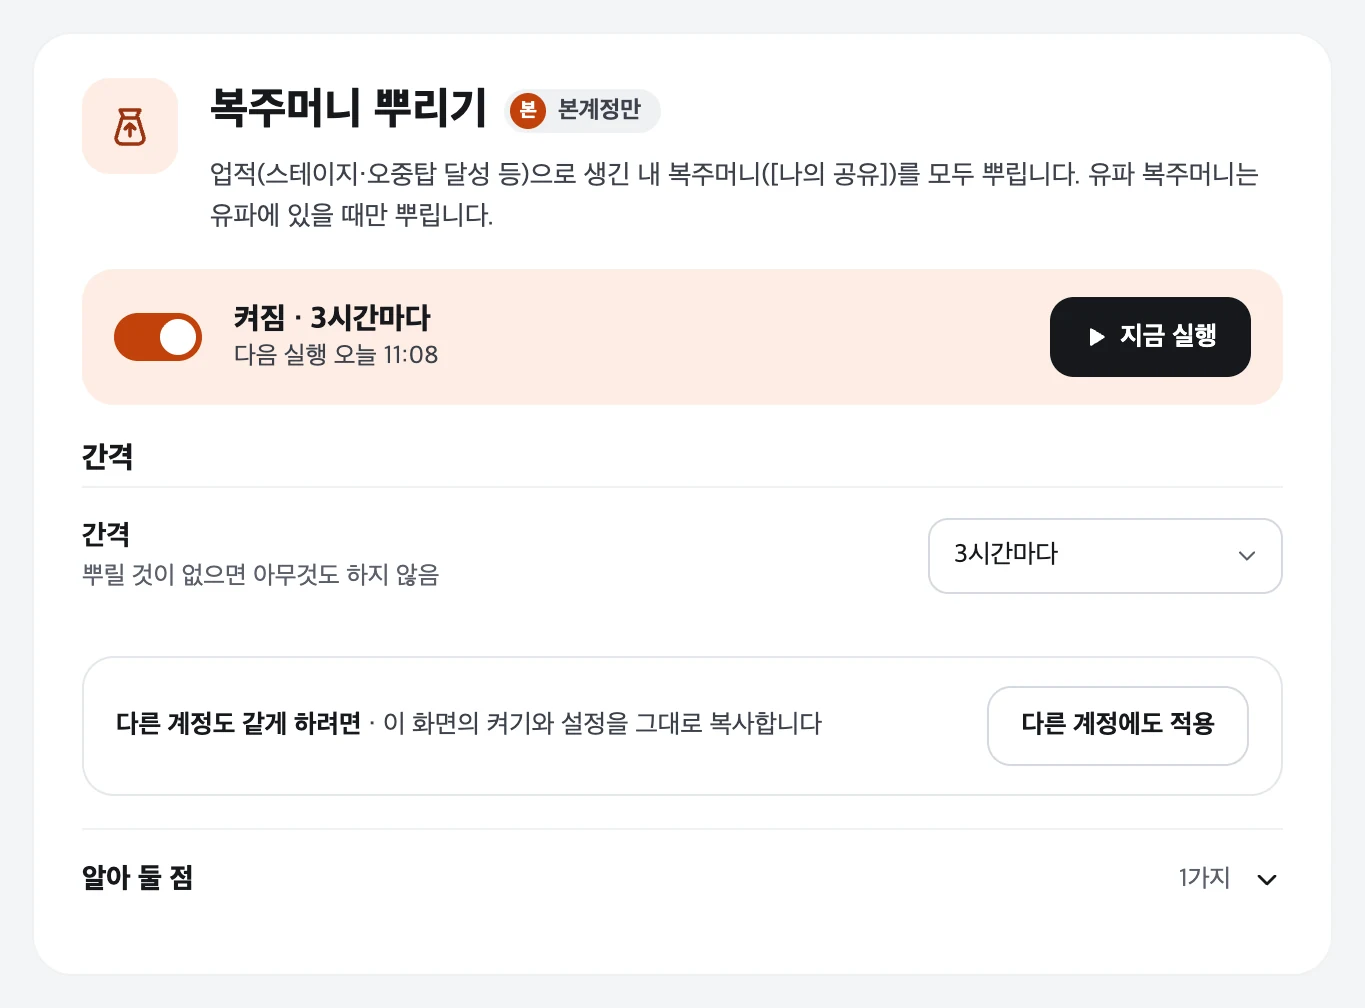 복주머니 뿌리기
본 본계정만
업적(스테이지·오중탑 달성 등)으로 생긴 내 복주머니([나의 공유])를 모두 뿌립니다. 유파 복주머니는
유파에 있을 때만 뿌립니다.
켜짐 · 3시간마다
다음 실행 오늘 11:08
지금 실행
간격
간격
뿌릴 것이 없으면 아무것도 하지 않음
3시간마다
다른 계정도 같게 하려면 · 이 화면의 켜기와 설정을 그대로 복사합니다
다른 계정에도 적용
알아 둘 점
1가지